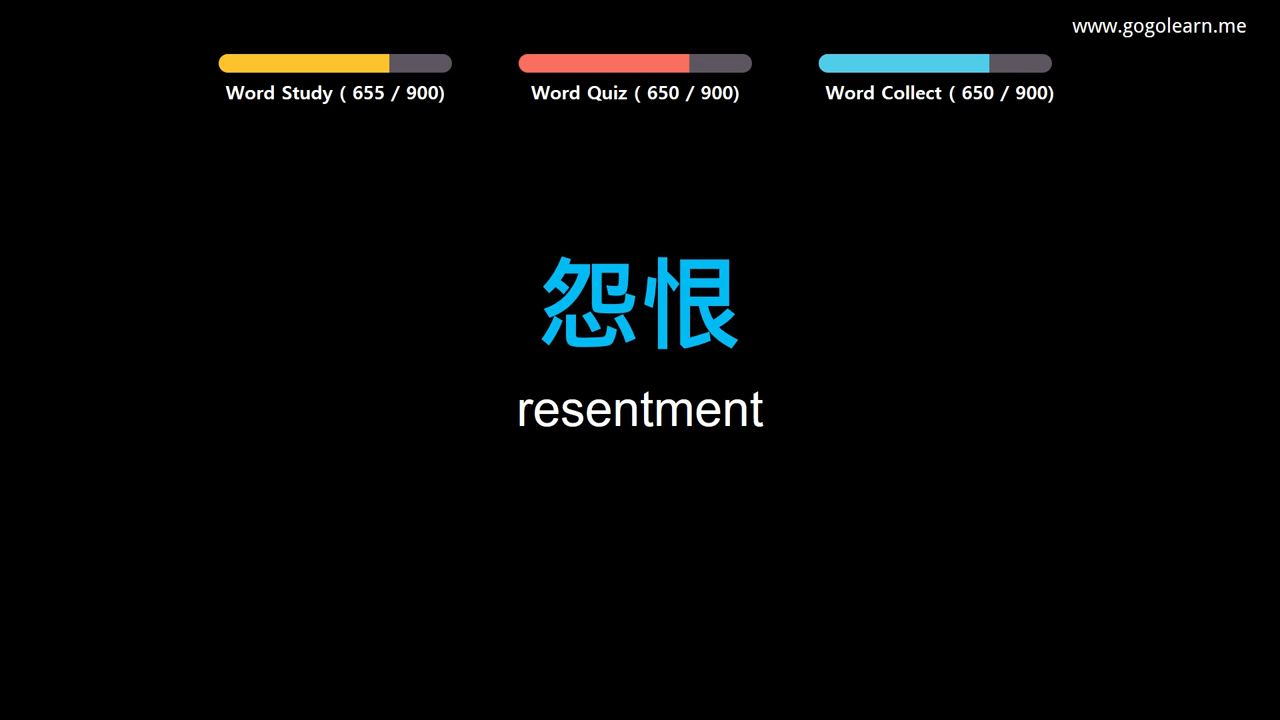 www.gogolearn.me
Word Study ( 655 / 900)
Word Quiz ( 650 / 900)
Word Collect ( 650 / 900)
怨恨
resentment